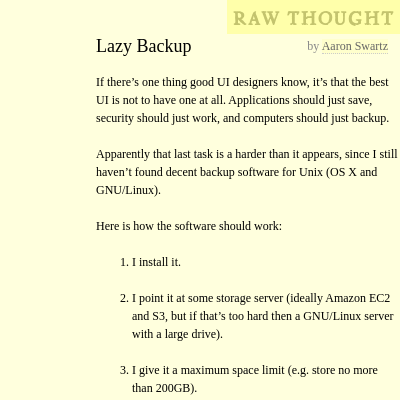 RAW THOUGHT
Lazy Backup
by Aaron Swartz
If there’s one thing good UI designers know, it’s that the best
UI is not to have one at all. Applications should just save,
security should just work, and computers should just backup.
Apparently that last task is a harder than it appears, since I still
haven’t found decent backup software for Unix (OS X and
GNU/Linux).
Here is how the software should work:
1. I install it.
2. I point it at some storage server (ideally Amazon EC2
and S3, but if that’s too hard then a GNU/Linux server
with a large drive).
3. I give it a maximum space limit (e.g. store no more
than 200GB).